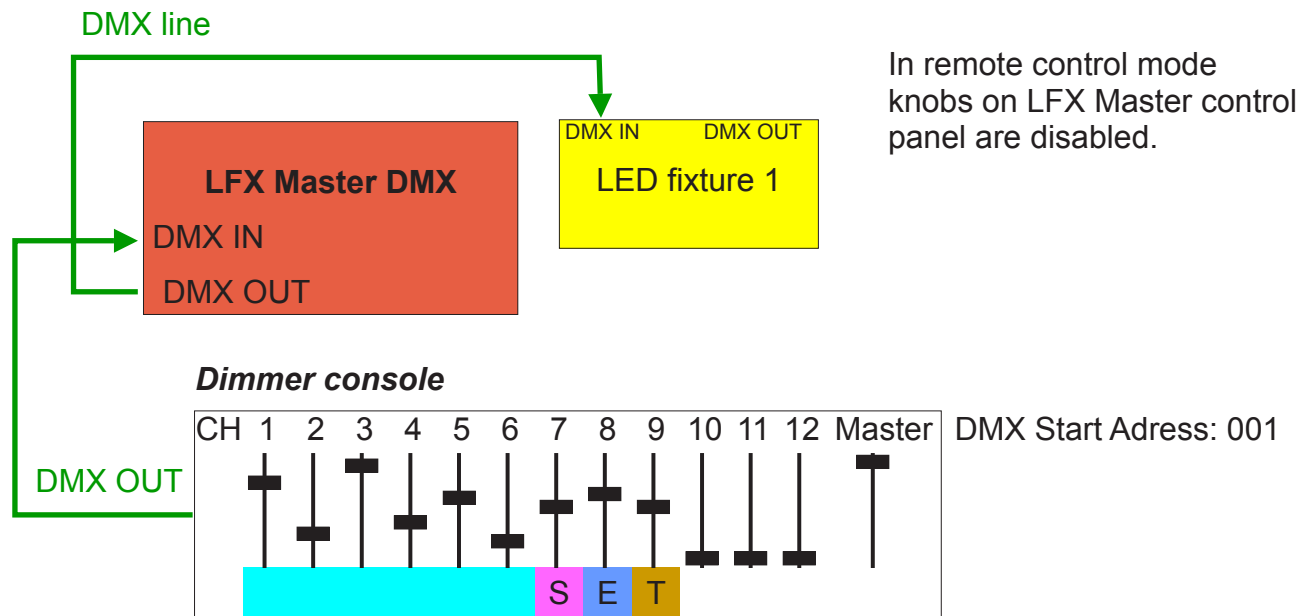 DMX line
In remote control mode
knobs on LFX Master control
panel are disabled.
DMX IN DMX OUT
LED fixture 1
LFX Master DMX
DMX IN
DMX OUT
Dimmer console
CH 1 2 3 4 5 6 7 8 9 10 11 12 Master
DMX Start Adress: 001
DMX OUT
S E T